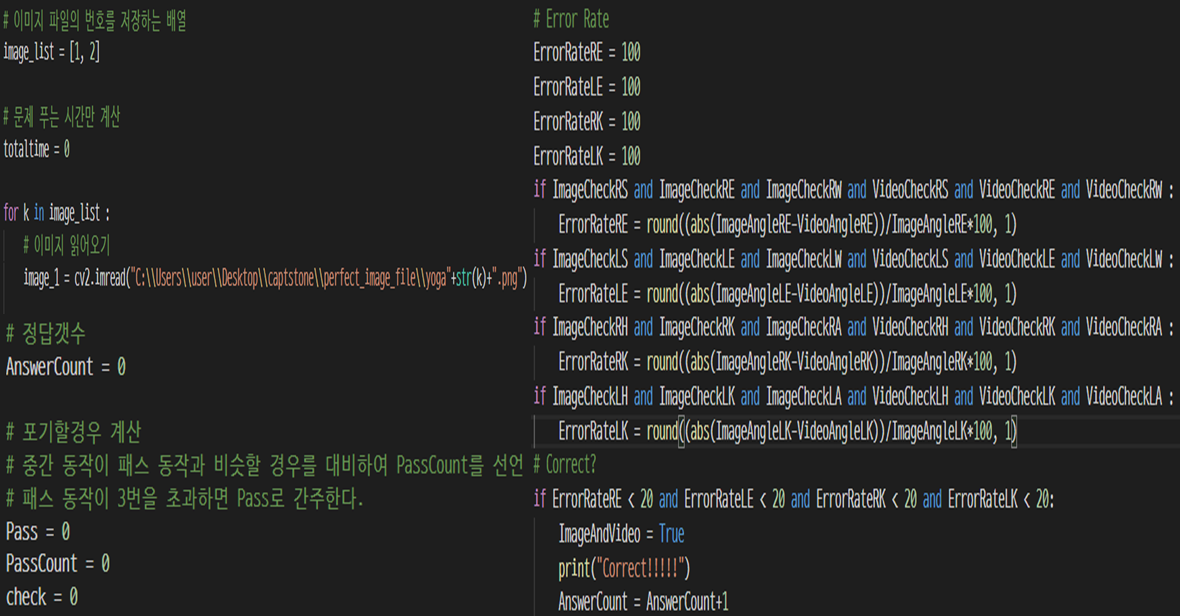 # 이미지 파일의 번호를 저장하는 배열
image_list = [1, 2]
# 문제 푸는 시간만 계산
totaltime = 0
for k in image_list :
# 이미지 읽어오기
image_1 = cv2.imread("C:\\Users\\user\\Desktop\\captstone\\perfect_image_file\\yoga"+str(k)+".png")
# 정답갯수
AnswerCount = 0
# 포기할경우 계산
# 중간 동작이 패스 동작과 비슷할 경우를 대비하여 PassCount를 선언
# 패스 동작이 3번을 초과하면 Pass로 간주한다.
Pass = 0
PassCount = 0
check = 0
# Error Rate
ErrorRateRE = 100
ErrorRateLE = 100
ErrorRateRK = 100
ErrorRateLK = 100
if ImageCheckRS and ImageCheckRE and ImageCheckRW and VideoCheckRS and VideoCheckRE and VideoCheckRW :
ErrorRateRE = round((abs(ImageAngleRE-VideoAngleRE))/ImageAngleRE*100, 1)
if ImageCheckLS and ImageCheckLE and ImageCheckLW and VideoCheckLS and VideoCheckLE and VideoCheckLW :
ErrorRateLE = round((abs(ImageAngleLE-VideoAngleLE))/ImageAngleLE*100, 1)
if ImageCheckRH and ImageCheckRK and ImageCheckRA and VideoCheckRH and VideoCheckRK and VideoCheckRA :
ErrorRateRK = round((abs(ImageAngleRK-VideoAngleRK))/ImageAngleRK*100, 1)
if ImageCheckLH and ImageCheckLK and ImageCheckLA and VideoCheckLH and VideoCheckLK and VideoCheckLA :
ErrorRateLK = round((abs(ImageAngleLK-VideoAngleLK))/ImageAngleLK*100, 1)
# Correct?
if ErrorRateRE < 20 and ErrorRateLE < 20 and ErrorRateRK < 20 and ErrorRateLK < 20:
ImageAndVideo = True
print("Correct!!!!!")
AnswerCount = AnswerCount+1